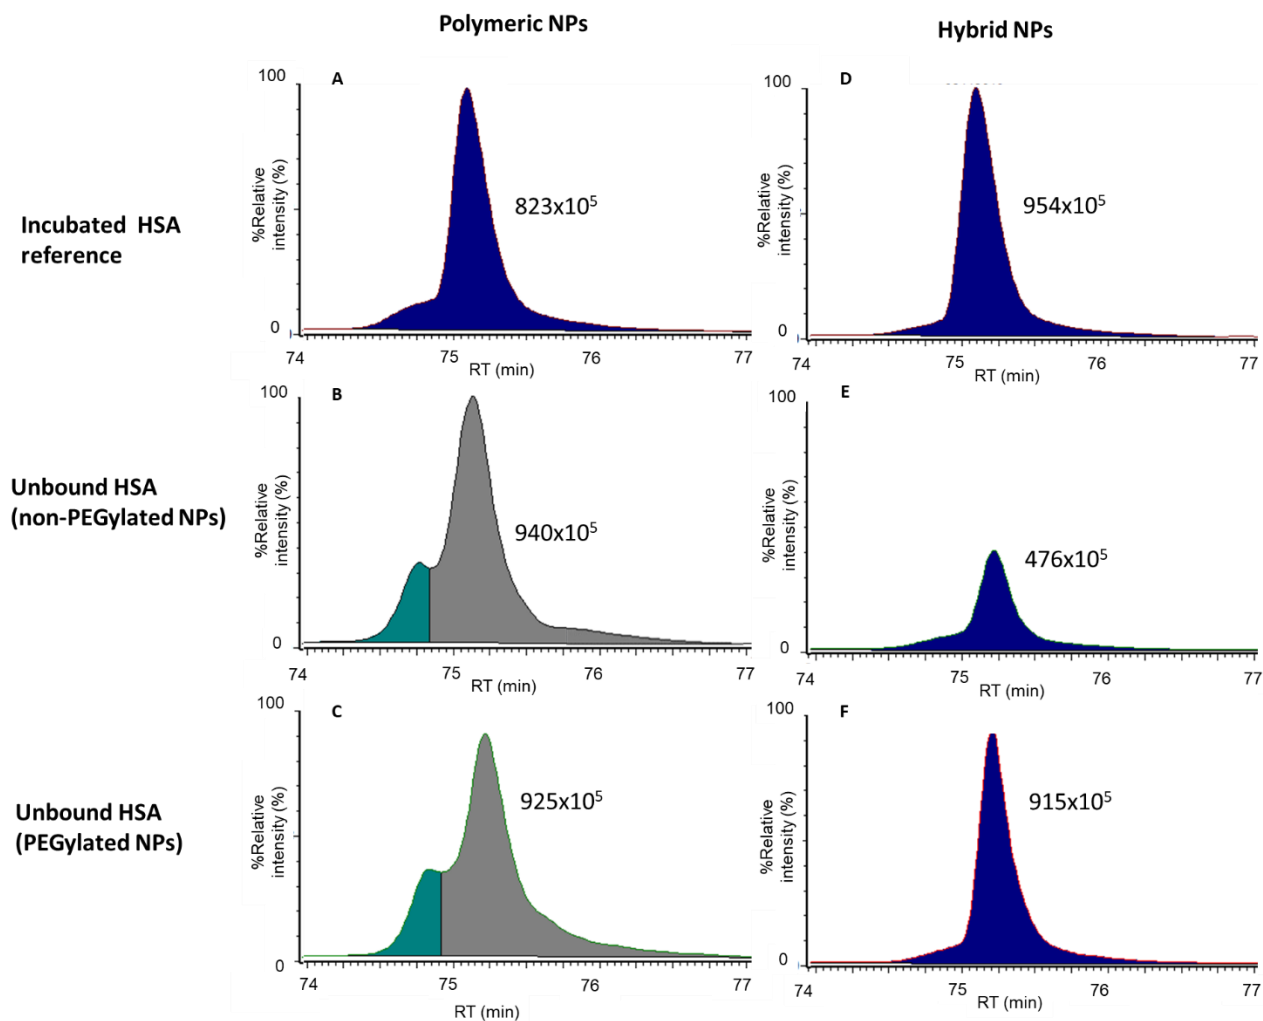 Polymeric NPs
Hybrid NPs
Incubated HSA
reference
A
100
%Relative
intensity (%)
823x10⁵
0
74 75 76 77
RT (min)
D
100
%Relative
intensity (%)
954x10⁵
0
74 75 76 77
RT (min)
Unbound HSA
(non-PEGylated NPs)
B
100
%Relative
intensity (%)
940x10⁵
0
74 75 76 77
RT (min)
E
100
%Relative
intensity (%)
476x10⁵
0
74 75 76 77
RT (min)
Unbound HSA
(PEGylated NPs)
C
100
%Relative
intensity (%)
925x10⁵
0
74 75 76 77
RT (min)
F
100
%Relative
intensity (%)
915x10⁵
0
74 75 76 77
RT (min)